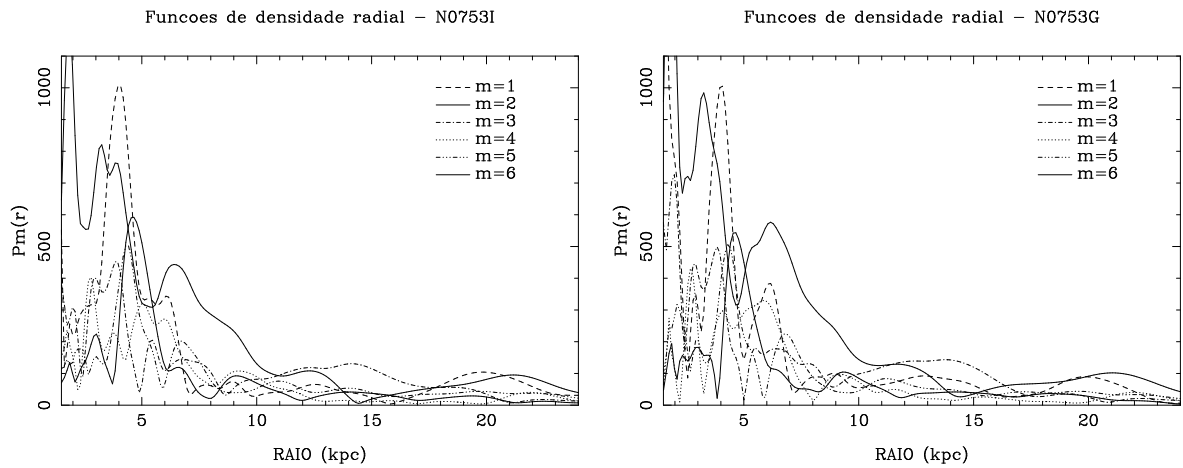 Funcoes de densidade radial – N0753I
Pm(r)
1000
500
0
m=1
m=2
m=3
m=4
m=5
m=6
5 10 15 20
RAIO (kpc)
Funcoes de densidade radial – N0753G
Pm(r)
1000
500
0
m=1
m=2
m=3
m=4
m=5
m=6
5 10 15 20
RAIO (kpc)